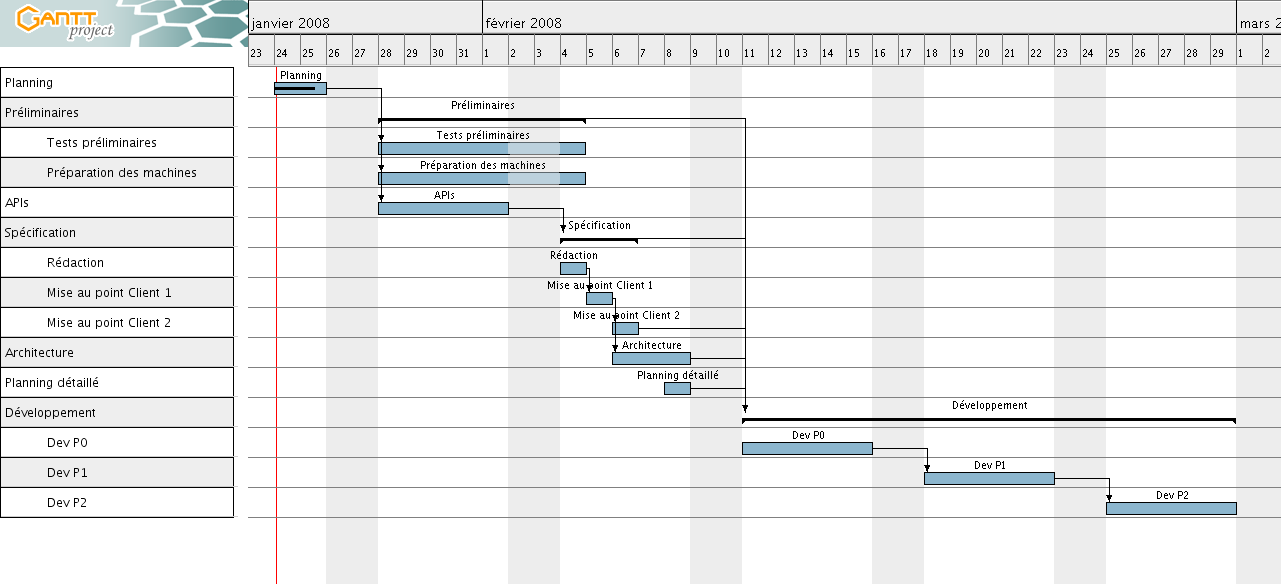 GANTT
project
janvier 2008 février 2008 mars 2
23 24 25 26 27 28 29 30 31 1 2 3 4 5 6 7 8 9 10 11 12 13 14 15 16 17 18 19 20 21 22 23 24 25 26 27 28 29 1 2
Planning Planning
Préliminaires Préliminaires
Tests préliminaires Tests préliminaires
Préparation des machines Préparation des machines
APIs APIs
Spécification Spécification
Rédaction Rédaction
Mise au point Client 1 Mise au point Client 1
Mise au point Client 2 Mise au point Client 2
Architecture Architecture
Planning détaillé Planning détaillé
Développement Développement
Dev P0 Dev P0
Dev P1 Dev P1
Dev P2 Dev P2